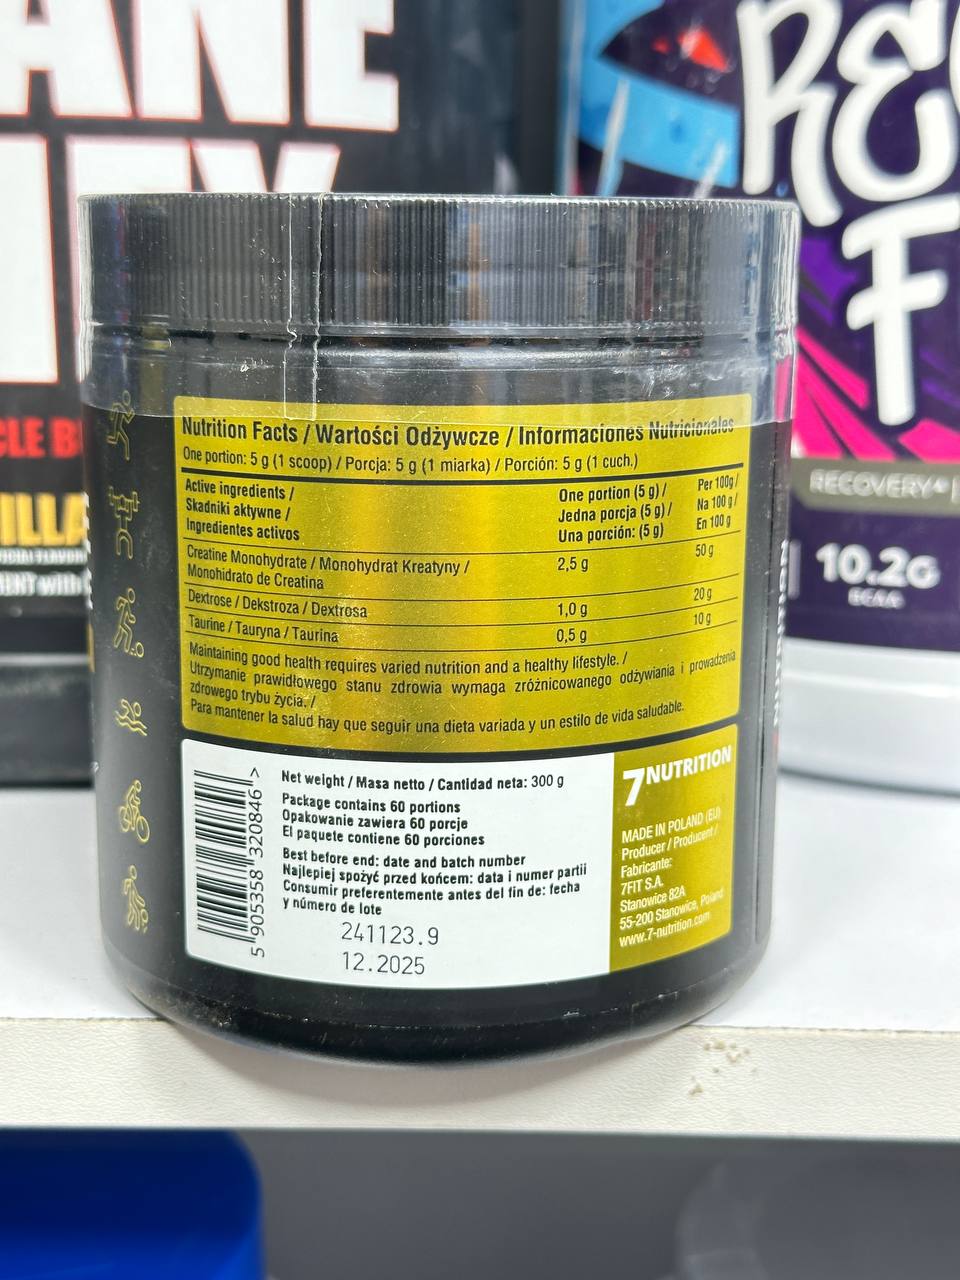 RECOVERY
10.2G
BCAA
Nutrition Facts / Wartości Odżywcze / Informaciones Nutricionales
One portion: 5 g (1 scoop) / Porcja: 5 g (1 miarka) / Porción: 5 g (1 cuch.)
Active ingredients /
Skadniki aktywne /
Ingredientes activos
One portion (5 g) /
Jedna porcja (5 g) /
Una porción: (5 g)
Per 100g /
Na 100 g /
En 100 g
Creatine Monohydrate / Monohydrat Kreatyny /
Monohidrato de Creatina
2,5 g
50 g
Dextrose / Dekstroza / Dextrosa
1,0 g
20 g
Taurine / Tauryna / Taurina
0,5 g
10 g
Maintaining good health requires varied nutrition and a healthy lifestyle. /
Utrzymanie prawidłowego stanu zdrowia wymaga zróżnicowanego odżywiania i prowadzenia
zdrowego trybu życia. /
Para mantener la salud hay que seguir una dieta variada y un estilo de vida saludable.
5 905358 320846 >
Net weight / Masa netto / Cantidad neta: 300 g
Package contains 60 portions
Opakowanie zawiera 60 porcje
El paquete contiene 60 porciones
Best before end: date and batch number
Najlepiej spożyć przed końcem: data i numer partii
Consumir preferentemente antes del fin de: fecha
y número de lote
241123.9
12.2025
7NUTRITION
MADE IN POLAND (EU)
Producer / Producent /
Fabricante:
7FIT S.A.
Stanowice 82A
55-200 Stanowice, Poland
www.7-nutrition.com